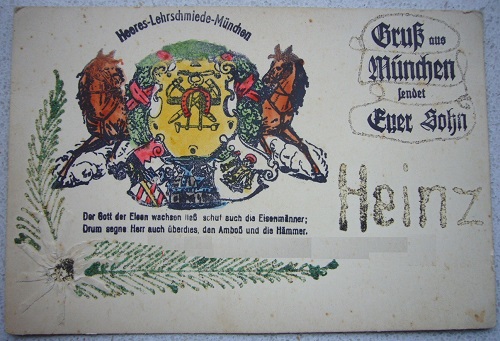 Heeres-Lehrschmiede-München
Gruß aus
München
sendet
Euer Sohn
Heinz
Der Gott der Eisen wachsen ließ schuf auch die Eisenmänner;
Drum segne Herr auch überdies, den Amboß und die Hämmer.